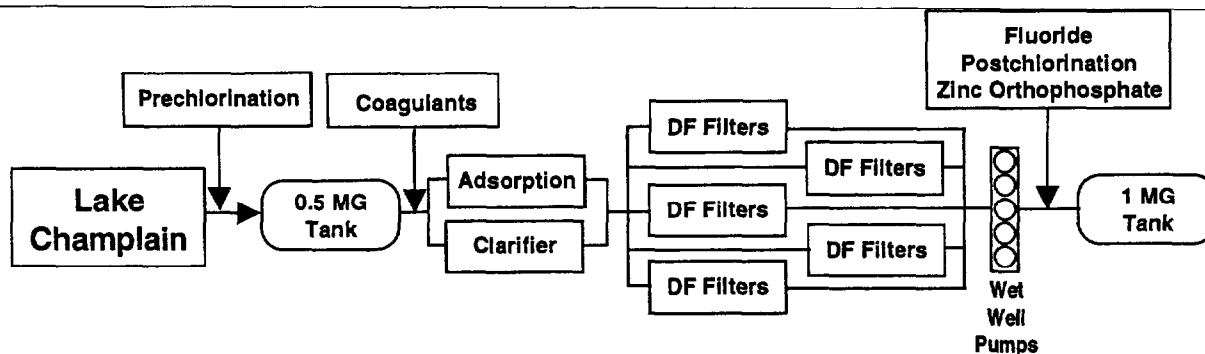 Fluoride
Postchlorination
Zinc Orthophosphate
Prechlorination
Coagulants
Lake
Champlain
0.5 MG
Tank
Adsorption
Clarifier
DF Filters
DF Filters
DF Filters
DF Filters
DF Filters
Wet
Well
Pumps
1 MG
Tank